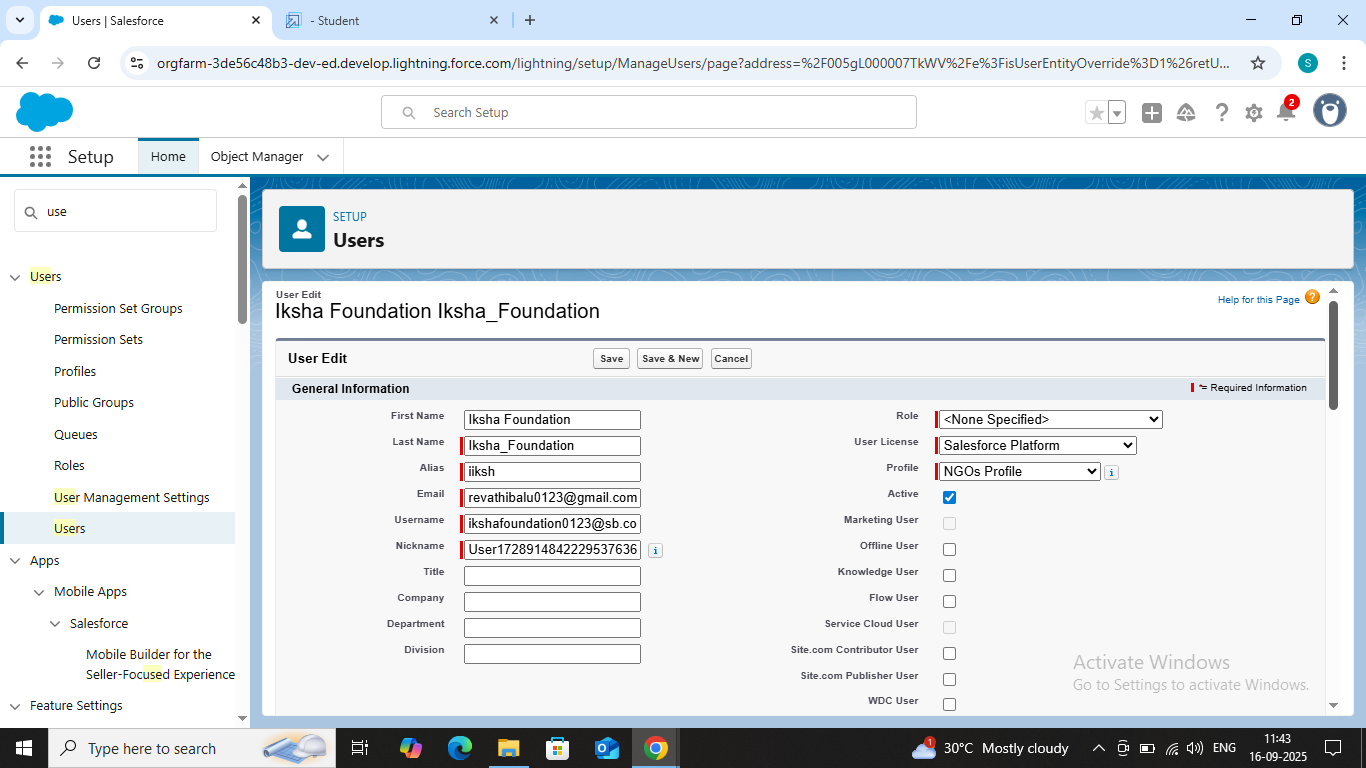 Users | Salesforce
- Student
orgfarm-3de56c48b3-dev-ed.develop.lightning.force.com/lightning/setup/ManageUsers/page?address=%2F005gL000007TkWV%2Fe%3FisUserEntityOverride%3D1%26retU...
S
Search Setup
2
Setup
Home
Object Manager
use
Users
Permission Set Groups
Permission Sets
Profiles
Public Groups
Queues
Roles
User Management Settings
Users
Apps
Mobile Apps
Salesforce
Mobile Builder for the
Seller-Focused Experience
Feature Settings
SETUP
Users
User Edit
Iksha Foundation Iksha_Foundation
Help for this Page ?
User Edit
Save
Save & New
Cancel
General Information
= Required Information
First Name Iksha Foundation
Last Name Iksha_Foundation
Alias iiksh
Email revathibalu0123@gmail.com
Username ikshafoundation0123@sb.co
Nickname User1728914842229537636 i
Title
Company
Department
Division
Role <None Specified>
User License Salesforce Platform
Profile NGOs Profile i
Active
Marketing User
Offline User
Knowledge User
Flow User
Service Cloud User
Site.com Contributor User
Site.com Publisher User
WDC User
Activate Windows
Go to Settings to activate Windows.
Type here to search
1
30°C Mostly cloudy
ENG
11:43
16-09-2025